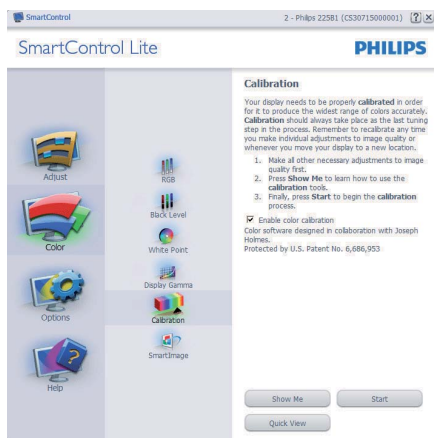 SmartControl
2 - Philips 225B1 (CS30715000001)
SmartControl Lite
PHILIPS
Adjust
Color
Options
Help
RGB
Black Level
White Point
Display Gamma
Calibration
SmartImage
Calibration
Your display needs to be properly calibrated in order
for it to produce the widest range of colors accurately.
Calibration should always take place as the last tuning
step in the process. Remember to recalibrate any time
you make individual adjustments to image quality or
whenever you move your display to a new location.
1. Make all other necessary adjustments to image
quality first.
2. Press Show Me to learn how to use the
calibration tools.
3. Finally, press Start to begin the calibration
process.
Enable color calibration
Color software designed in collaboration with Joseph
Holmes.
Protected by U.S. Patent No. 6,686,953
Show Me
Start
Quick View